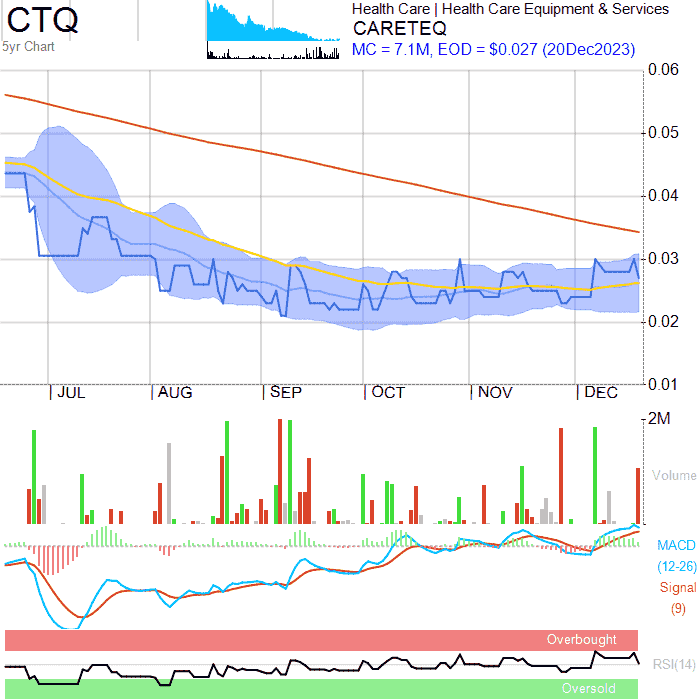 CTQ
5yr Chart
Health Care | Health Care Equipment & Services
CARETEQ
MC = 7.1M, EOD = $0.027 (20Dec2023)
0.06
0.05
0.04
0.03
0.02
0.01
JUL AUG SEP OCT NOV DEC
2M
Volume
MACD
(12-26)
Signal
(9)
Overbought
RSI(14)
Oversold